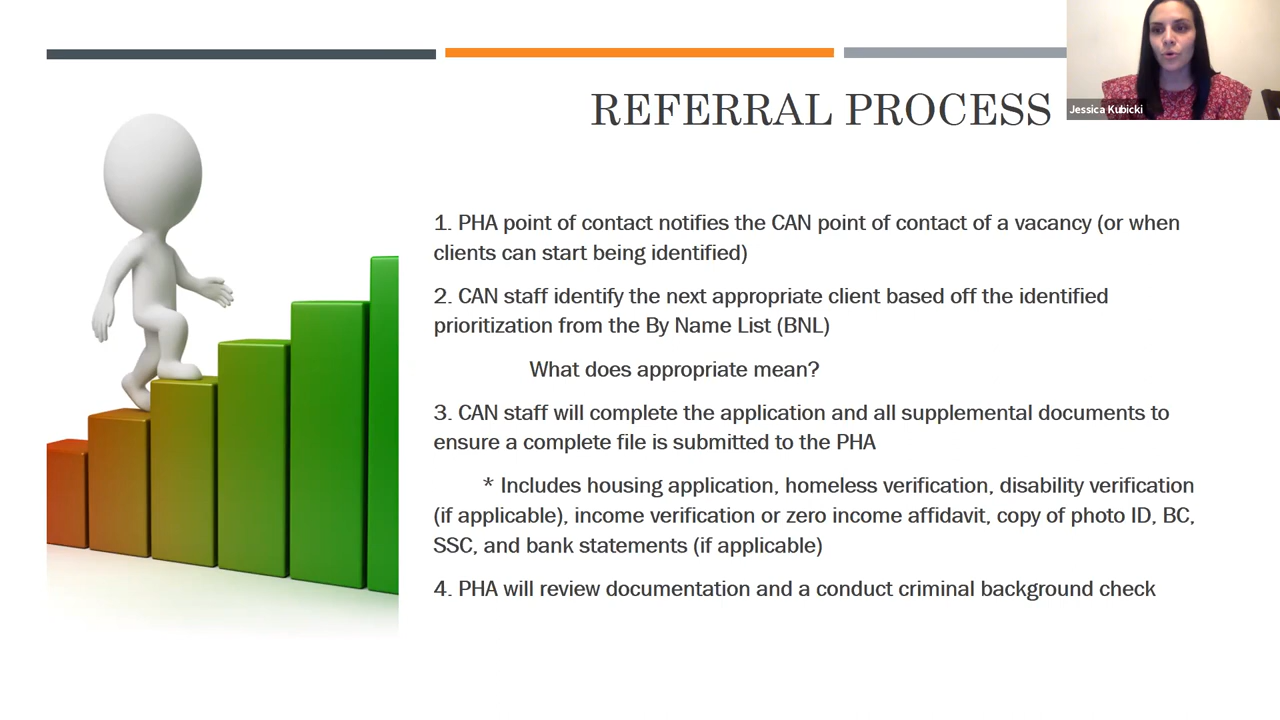 Jessica Kubicki
REFERRAL PROCESS
1. PHA point of contact notifies the CAN point of contact of a vacancy (or when
clients can start being identified)
2. CAN staff identify the next appropriate client based off the identified
prioritization from the By Name List (BNL)
What does appropriate mean?
3. CAN staff will complete the application and all supplemental documents to
ensure a complete file is submitted to the PHA
* Includes housing application, homeless verification, disability verification
(if applicable), income verification or zero income affidavit, copy of photo ID, BC,
SSC, and bank statements (if applicable)
4. PHA will review documentation and a conduct criminal background check